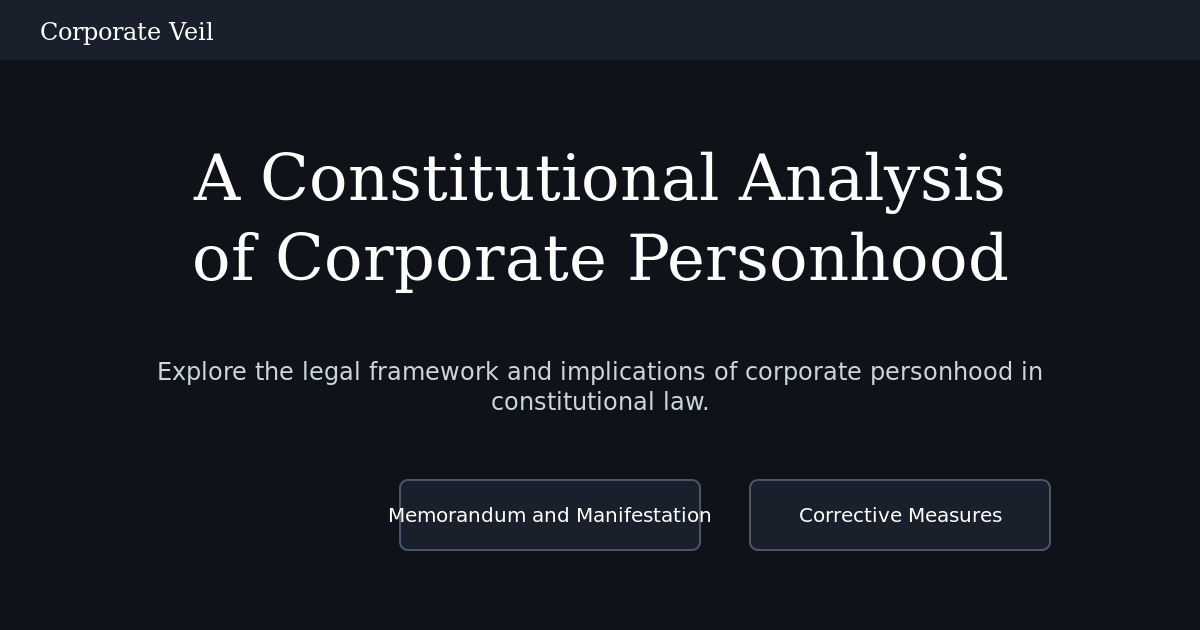 Corporate Veil
A Constitutional Analysis
of Corporate Personhood
Explore the legal framework and implications of corporate personhood in
constitutional law.
Memorandum and Manifestation
Corrective Measures